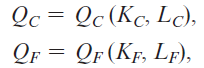 Q_C = Q_C (K_C, L_C),
Q_F = Q_F (K_F, L_F),